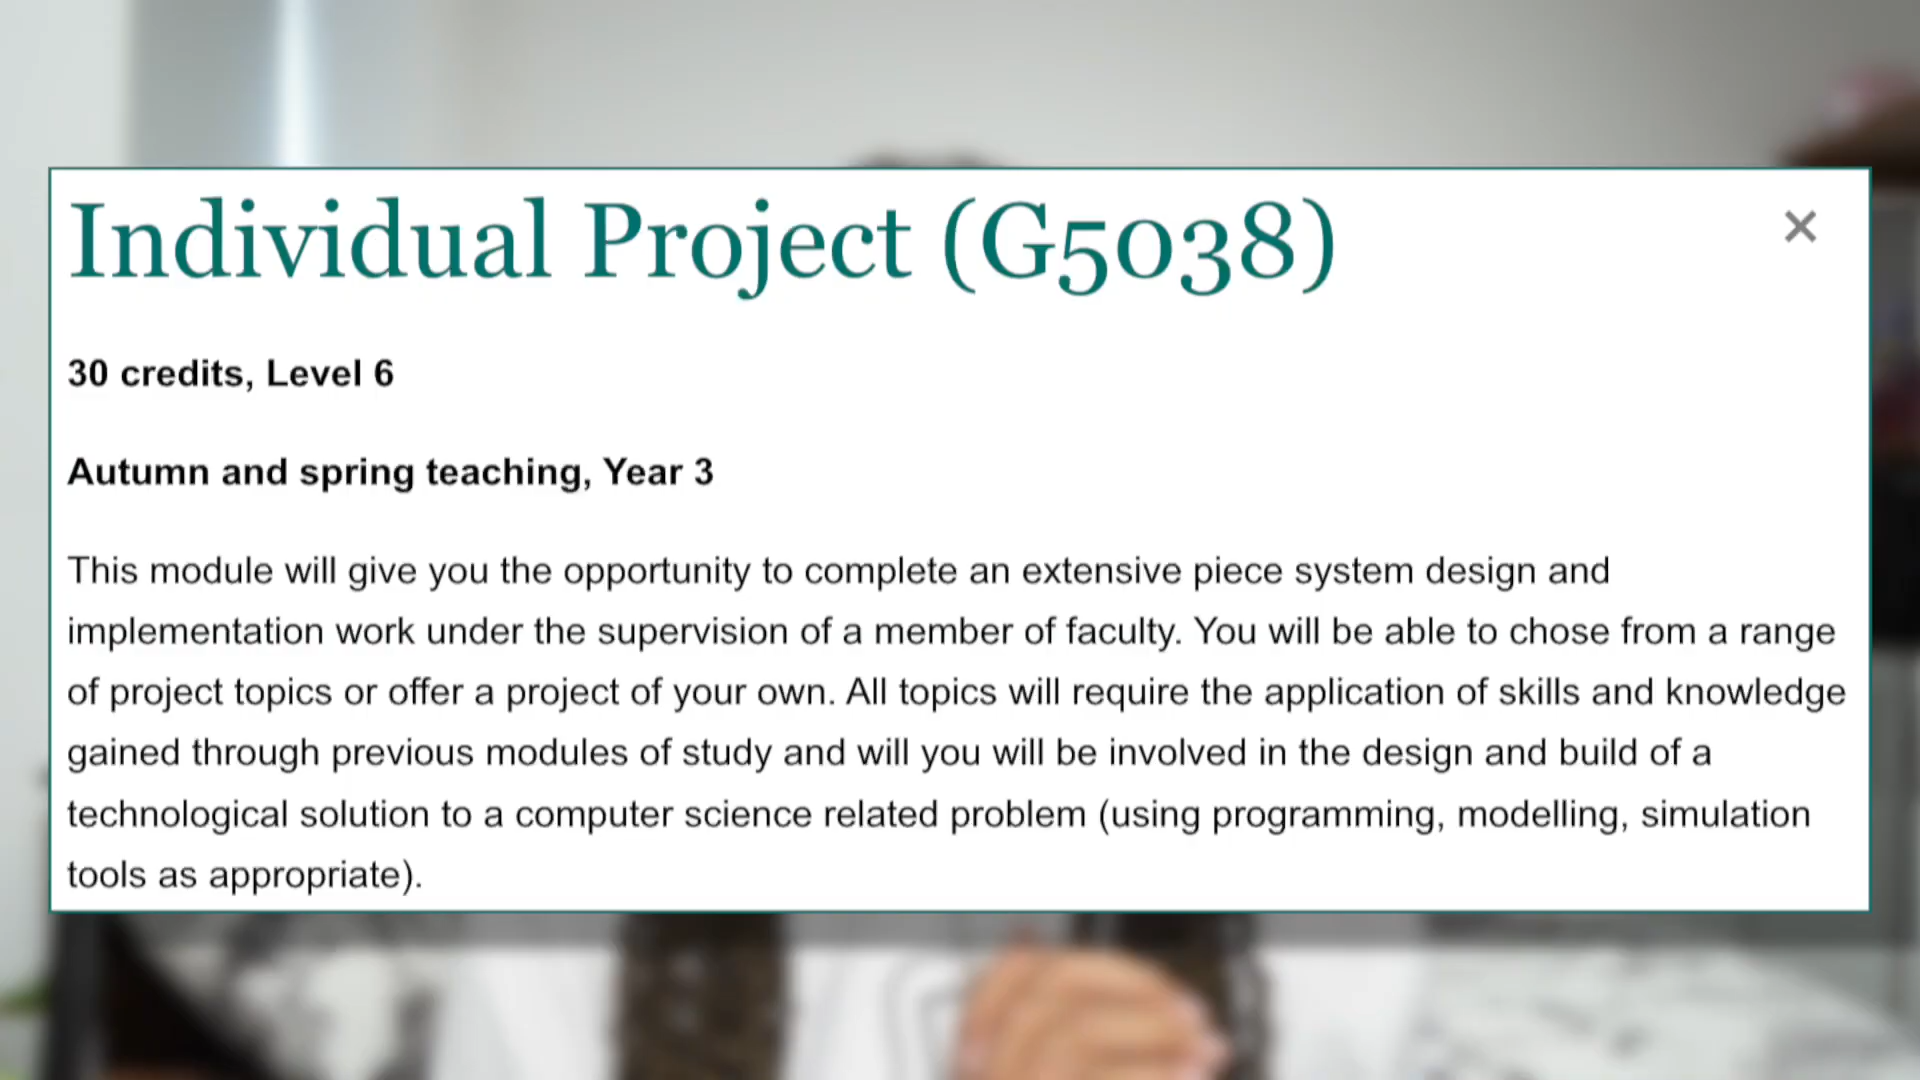 Individual Project (G5038)
30 credits, Level 6
Autumn and spring teaching, Year 3
This module will give you the opportunity to complete an extensive piece system design and
implementation work under the supervision of a member of faculty. You will be able to chose from a range
of project topics or offer a project of your own. All topics will require the application of skills and knowledge
gained through previous modules of study and will you will be involved in the design and build of a
technological solution to a computer science related problem (using programming, modelling, simulation
tools as appropriate).